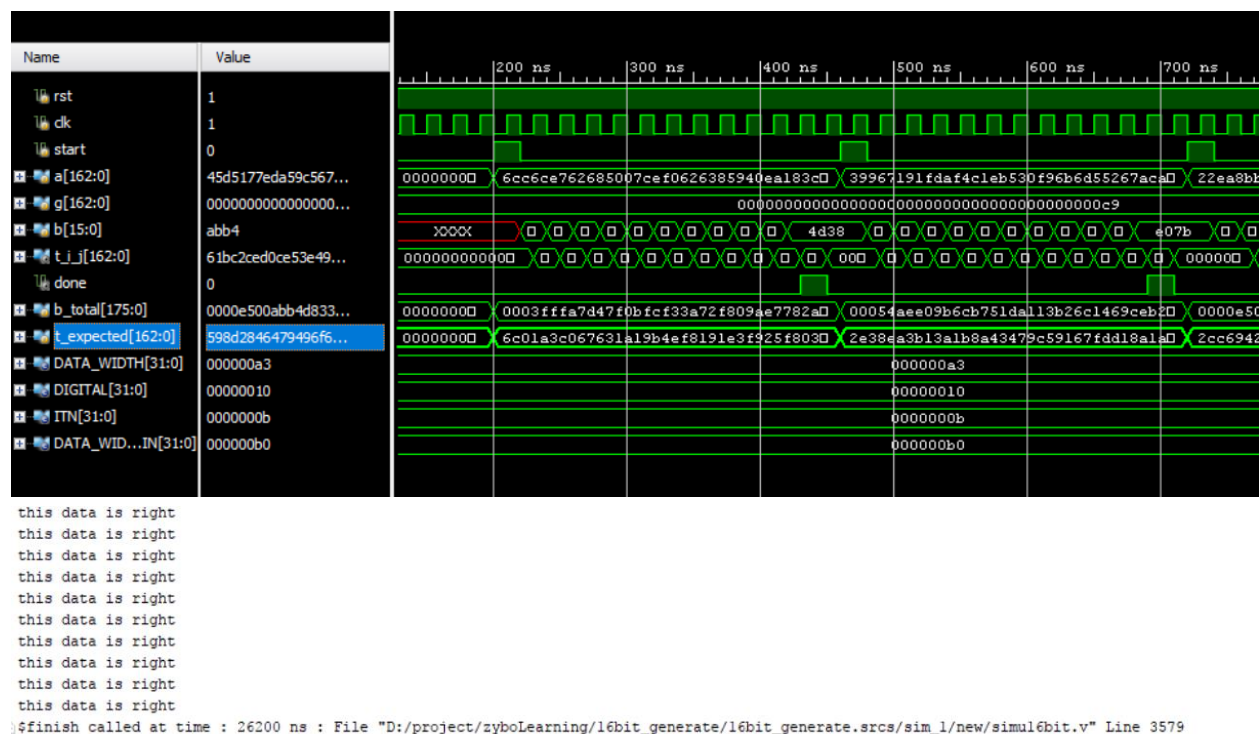 Name Value
200 ns 300 ns 400 ns 500 ns 600 ns 700 ns
rst 1
clk 1
start 0
a[162:0] 45d5177eda59c567... 0000000 6cc6ce762685007cef0626385940ea183c 39967191fdaf4c1eb530f96b6d55267aca 22ea8bb
g[162:0] 0000000000000000... c9
b[15:0] abb4 XXXX 4d38 e07b
t_i_j[162:0] 61bc2ced0ce53e49... 000 000000
done 0
b_total[175:0] 0000e500abb4d833... 0000000 0003fffa7d47f0bfcf33a72f809ae7782a 00054aee09b6cb751da113b26c1469ceb2 0000e50
t_expected[162:0] 598d2846479496f6... 0000000 6c01a3c067631a19b4ef8191e3f925f803 2e38ea3b13a1b8a43479c59167fdd18a1a 2cc6942
DATA_WIDTH[31:0] 000000a3 000000a3
DIGITAL[31:0] 00000010 00000010
ITN[31:0] 0000000b 0000000b
DATA_WID...IN[31:0] 000000b0 000000b0
this data is right
this data is right
this data is right
this data is right
this data is right
this data is right
this data is right
this data is right
this data is right
this data is right
$finish called at time : 26200 ns : File "D:/project/zyboLearning/16bit_generate/16bit_generate.srcs/sim_1/new/simu16bit.v" Line 3579